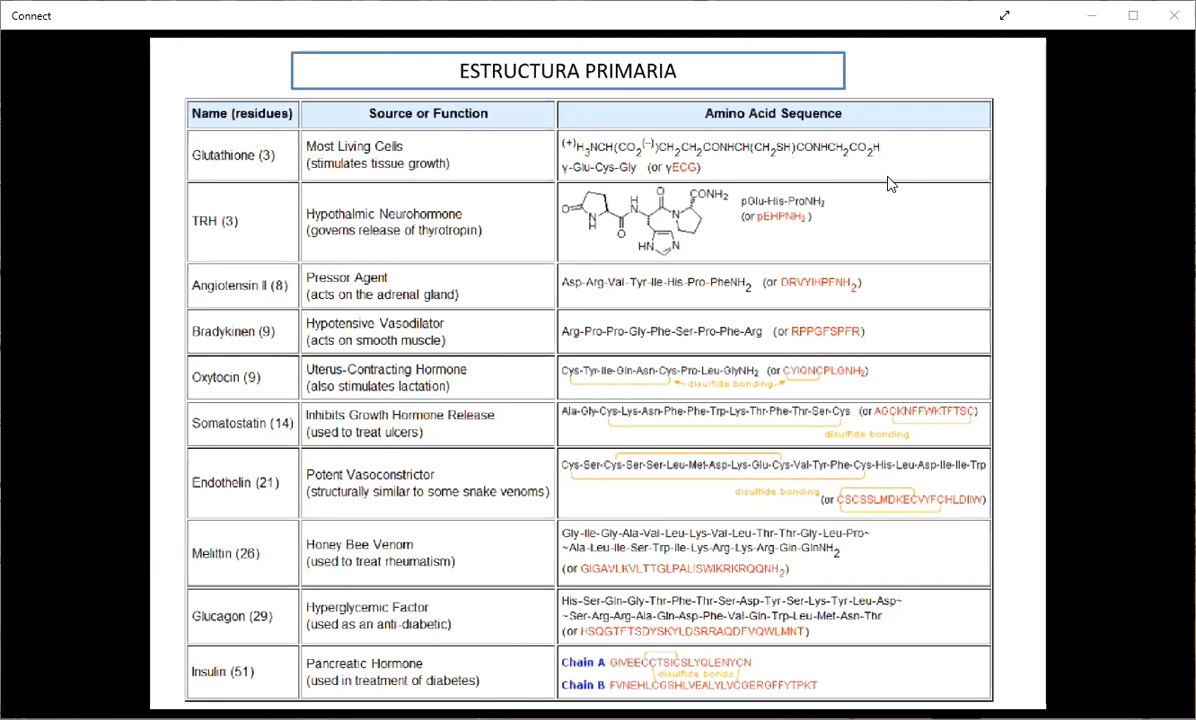 Connect
ESTRUCTURA PRIMARIA
Name (residues) Source or Function Amino Acid Sequence
Glutathione (3)
Most Living Cells
(stimulates tissue growth)
(+)H3NCH(CO2(–))CH2CH2CONHCH(CH2SH)CONHCH2CO2H
γ-Glu-Cys-Gly (or γECG)
TRH (3)
Hypothalmic Neurohormone
(governs release of thyrotropin)
O N H O H N O N CONH2 HN N
pGlu-His-ProNH2
(or pEHPNH2)
Angiotensin II (8)
Pressor Agent
(acts on the adrenal gland)
Asp-Arg-Val-Tyr-Ile-His-Pro-PheNH2 (or DRVYIHPFNH2)
Bradykinen (9)
Hypotensive Vasodilator
(acts on smooth muscle)
Arg-Pro-Pro-Gly-Phe-Ser-Pro-Phe-Arg (or RPPGFSPFR)
Oxytocin (9)
Uterus-Contracting Hormone
(also stimulates lactation)
Cys-Tyr-Ile-Gln-Asn-Cys-Pro-Leu-GlyNH2 (or CYIQNCPLGNH2)
disulfide bonding
Somatostatin (14)
Inhibits Growth Hormone Release
(used to treat ulcers)
Ala-Gly-Cys-Lys-Asn-Phe-Phe-Trp-Lys-Thr-Phe-Thr-Ser-Cys (or AGCKNFFWKTFTSC)
disulfide bonding
Endothelin (21)
Potent Vasoconstrictor
(structurally similar to some snake venoms)
Cys-Ser-Cys-Ser-Ser-Leu-Met-Asp-Lys-Glu-Cys-Val-Tyr-Phe-Cys-His-Leu-Asp-Ile-Ile-Trp
disulfide bonding
(or CSCSSLMDKECVYFCHLDIIW)
Melittin (26)
Honey Bee Venom
(used to treat rheumatism)
Gly-Ile-Gly-Ala-Val-Leu-Lys-Val-Leu-Thr-Thr-Gly-Leu-Pro~
~Ala-Leu-Ile-Ser-Trp-Ile-Lys-Arg-Lys-Arg-Gln-GlnNH2
(or GIGAVLKVLTTGLPALISWIKRKRQQNH2)
Glucagon (29)
Hyperglycemic Factor
(used as an anti-diabetic)
His-Ser-Gln-Gly-Thr-Phe-Thr-Ser-Asp-Tyr-Ser-Lys-Tyr-Leu-Asp~
~Ser-Arg-Arg-Ala-Gln-Asp-Phe-Val-Gln-Trp-Leu-Met-Asn-Thr
(or HSQGTFTSDYSKYLDSRRAQDFVQWLMNT)
Insulin (51)
Pancreatic Hormone
(used in treatment of diabetes)
Chain A GIVEECCTSICSLYQLENYCN
disulfide bonds
Chain B FVNEHLCGSHLVEALYLVCGERGFFYTPKT